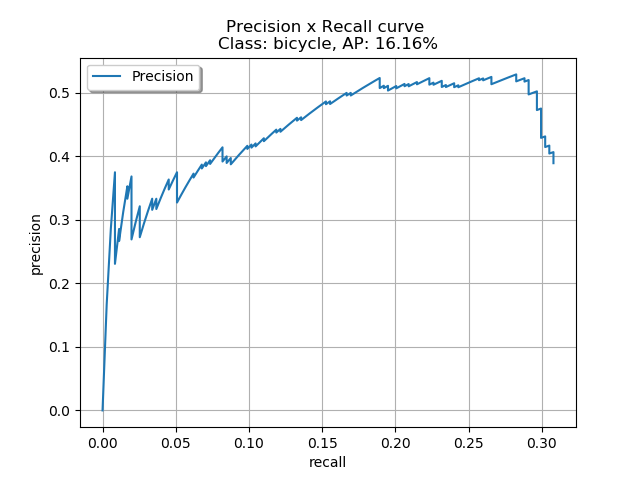 Precision x Recall curve
Class: bicycle, AP: 16.16%
Precision
precision
0.5
0.4
0.3
0.2
0.1
0.0
0.00 0.05 0.10 0.15 0.20 0.25 0.30
recall